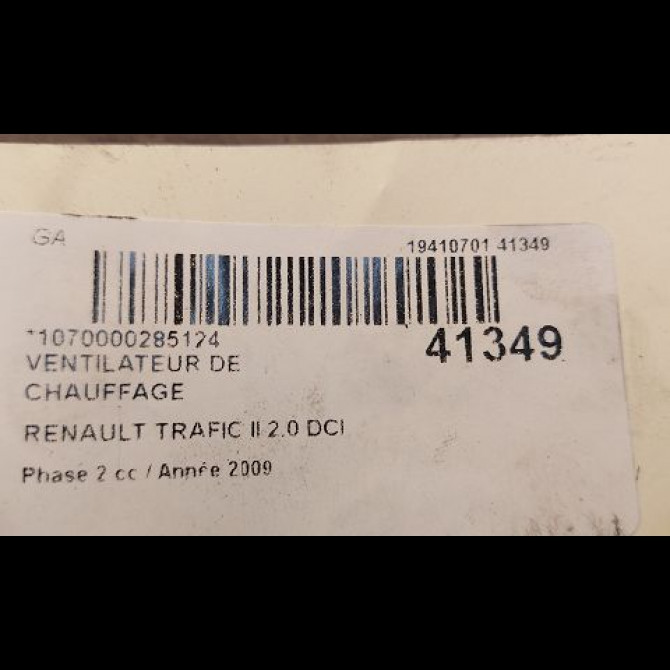 GA
19410701 41349
*1070000285124
41349
VENTILATEUR DE
CHAUFFAGE
RENAULT TRAFIC II 2.0 DCI
Phase 2 cc / Année 2009